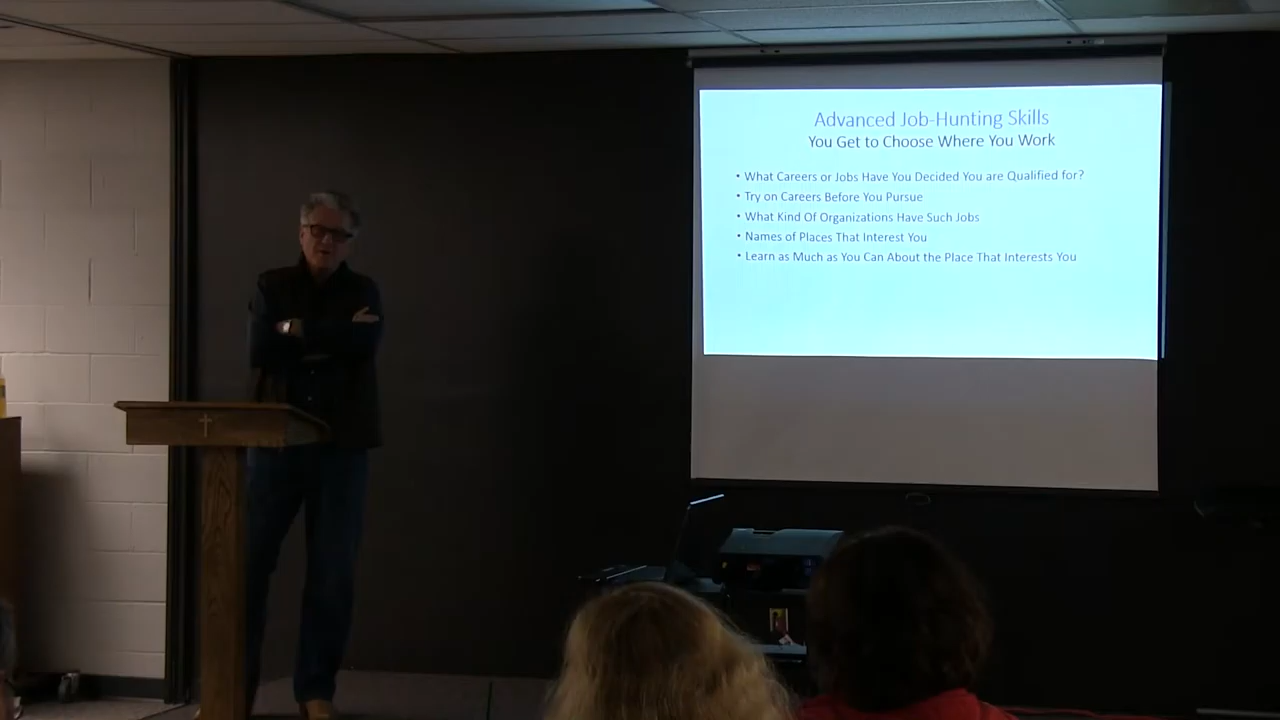 Advanced Job-Hunting Skills
You Get to Choose Where You Work
• What Careers or Jobs Have You Decided You are Qualified for?
• Try on Careers Before You Pursue
• What Kind Of Organizations Have Such Jobs
• Names of Places That Interest You
• Learn as Much as You Can About the Place That Interests You